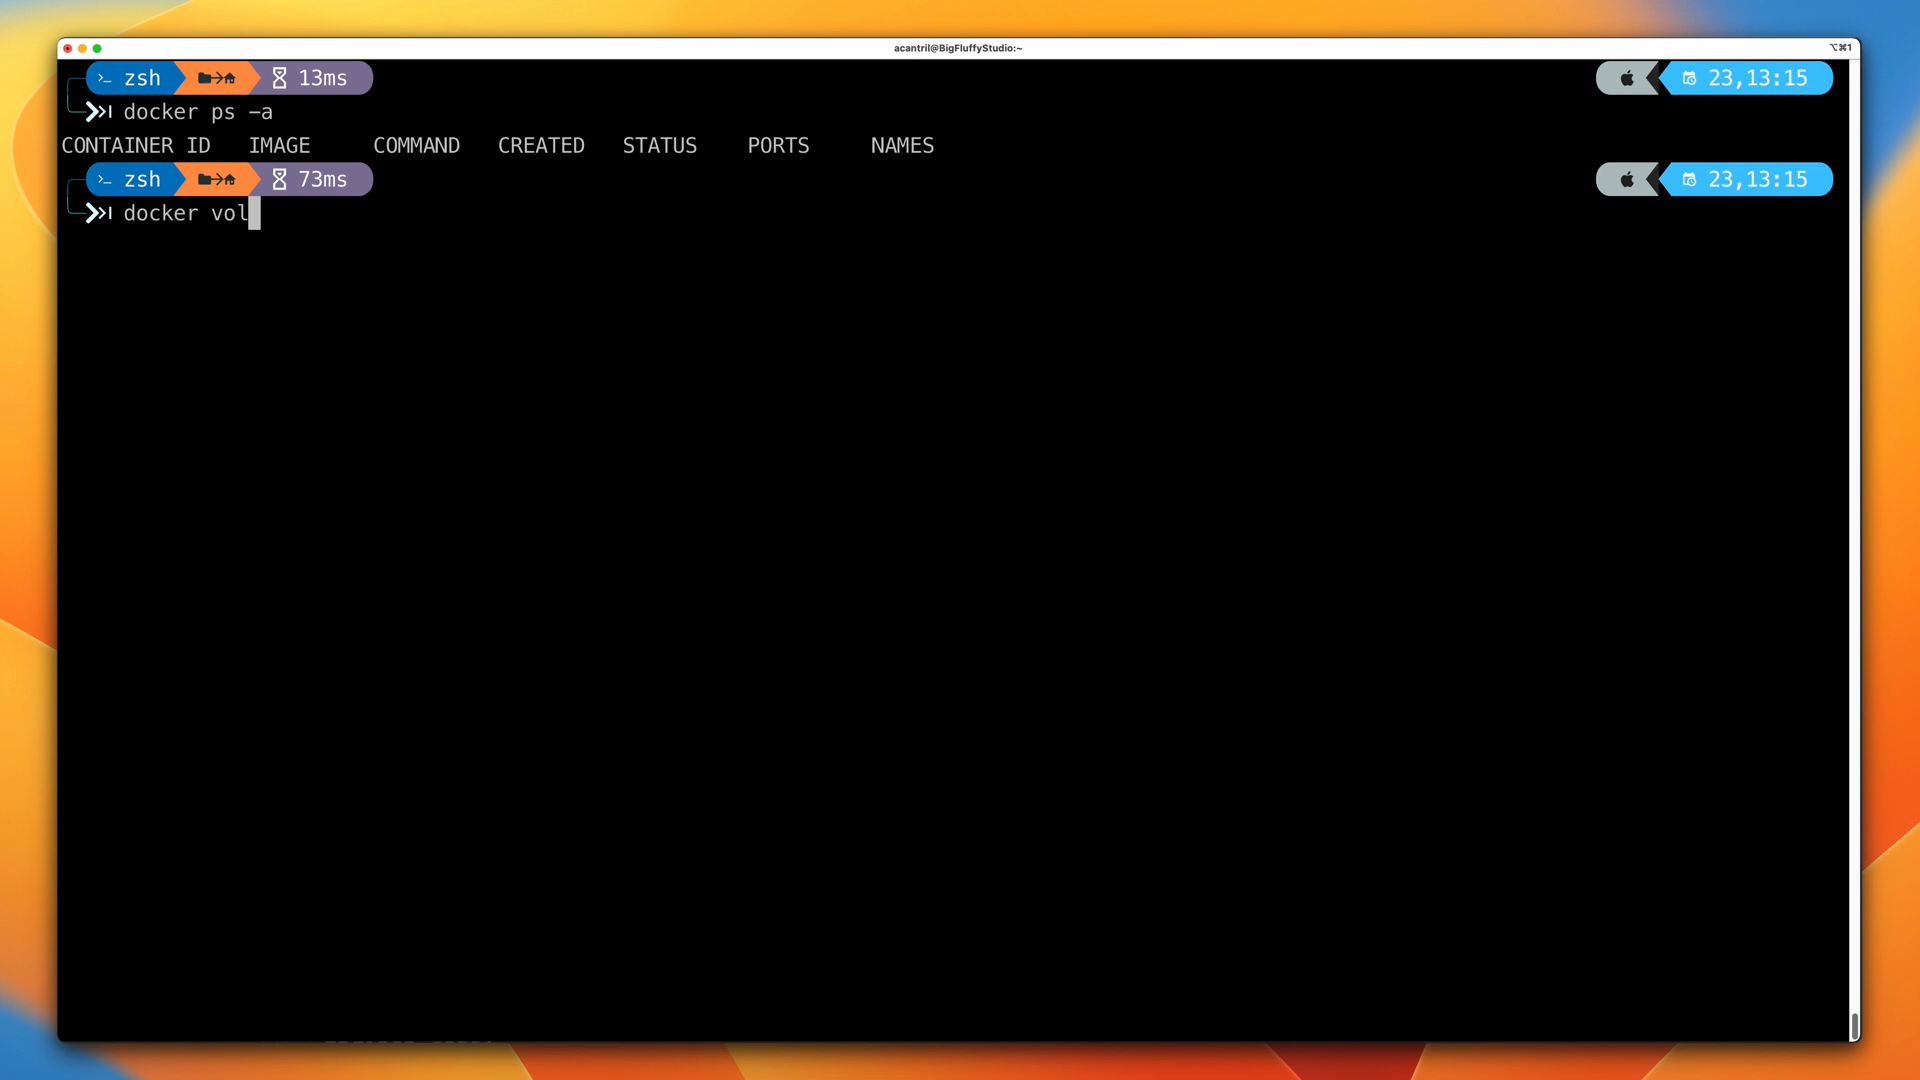 acantril@BigFluffyStudio:~ ⌥⌘1
zsh 13ms 23,13:15
docker ps -a
CONTAINER ID IMAGE COMMAND CREATED STATUS PORTS NAMES
zsh 73ms 23,13:15
docker vol